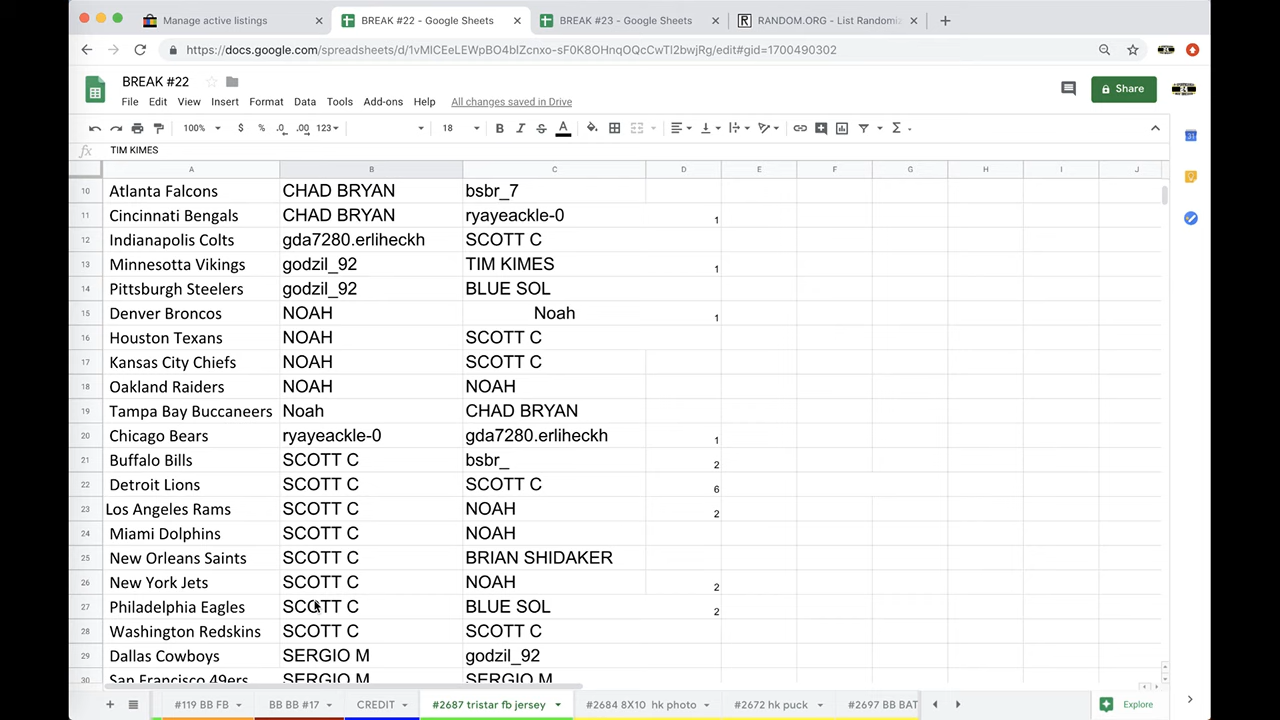 Manage active listings
BREAK #22 - Google Sheets
BREAK #23 - Google Sheets
RANDOM.ORG - List Randomi
https://docs.google.com/spreadsheets/d/1vMICEeLEWpBO4blZcnxo-sF0K8OHnqOQcCwTl2bwjRg/edit#gid=1700490302
BREAK #22
File Edit View Insert Format Data Tools Add-ons Help All changes saved in Drive
Share
100% $ % .0 .00 123 18 B I S A
fx TIM KIMES
A B C D E F G H I J
10 Atlanta Falcons CHAD BRYAN bsbr_7
11 Cincinnati Bengals CHAD BRYAN ryayeackle-0 1
12 Indianapolis Colts gda7280.erliheckh SCOTT C
13 Minnesotta Vikings godzil_92 TIM KIMES 1
14 Pittsburgh Steelers godzil_92 BLUE SOL
15 Denver Broncos NOAH Noah 1
16 Houston Texans NOAH SCOTT C
17 Kansas City Chiefs NOAH SCOTT C
18 Oakland Raiders NOAH NOAH
19 Tampa Bay Buccaneers Noah CHAD BRYAN
20 Chicago Bears ryayeackle-0 gda7280.erliheckh 1
21 Buffalo Bills SCOTT C bsbr_ 2
22 Detroit Lions SCOTT C SCOTT C 6
23 Los Angeles Rams SCOTT C NOAH 2
24 Miami Dolphins SCOTT C NOAH
25 New Orleans Saints SCOTT C BRIAN SHIDAKER
26 New York Jets SCOTT C NOAH 2
27 Philadelphia Eagles SCOTT C BLUE SOL 2
28 Washington Redskins SCOTT C SCOTT C
29 Dallas Cowboys SERGIO M godzil_92
30 San Francisco 49ers SERGIO M SERGIO M
#119 BB FB BB BB #17 CREDIT #2687 tristar fb jersey #2684 8X10 hk photo #2672 hk puck #2697 BB BAT
Explore